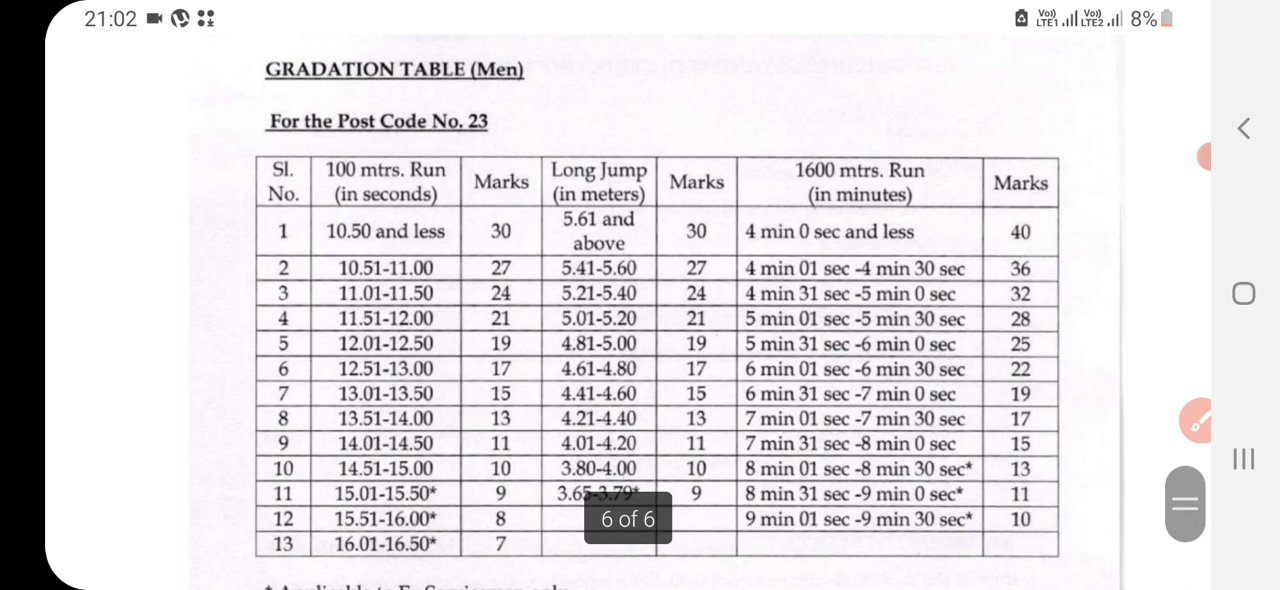 21:02 Vo)) LTE1 Vo)) LTE2 8%
GRADATION TABLE (Men)
For the Post Code No. 23
Sl. No. 100 mtrs. Run (in seconds) Marks Long Jump (in meters) Marks 1600 mtrs. Run (in minutes) Marks
1 10.50 and less 30 5.61 and above 30 4 min 0 sec and less 40
2 10.51-11.00 27 5.41-5.60 27 4 min 01 sec -4 min 30 sec 36
3 11.01-11.50 24 5.21-5.40 24 4 min 31 sec -5 min 0 sec 32
4 11.51-12.00 21 5.01-5.20 21 5 min 01 sec -5 min 30 sec 28
5 12.01-12.50 19 4.81-5.00 19 5 min 31 sec -6 min 0 sec 25
6 12.51-13.00 17 4.61-4.80 17 6 min 01 sec -6 min 30 sec 22
7 13.01-13.50 15 4.41-4.60 15 6 min 31 sec -7 min 0 sec 19
8 13.51-14.00 13 4.21-4.40 13 7 min 01 sec -7 min 30 sec 17
9 14.01-14.50 11 4.01-4.20 11 7 min 31 sec -8 min 0 sec 15
10 14.51-15.00 10 3.80-4.00 10 8 min 01 sec -8 min 30 sec* 13
11 15.01-15.50* 9 3.65-3.79* 9 8 min 31 sec -9 min 0 sec* 11
12 15.51-16.00* 8 9 min 01 sec -9 min 30 sec* 10
13 16.01-16.50* 7
6 of 6